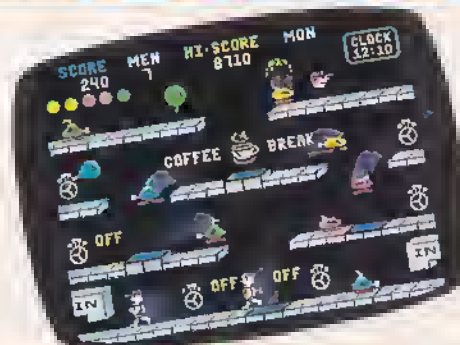 SCORE MEN HI·SCORE MON CLOCK
240 7 8710 12:10
COFFEE BREAK
OFF
IN
IN OFF OFF